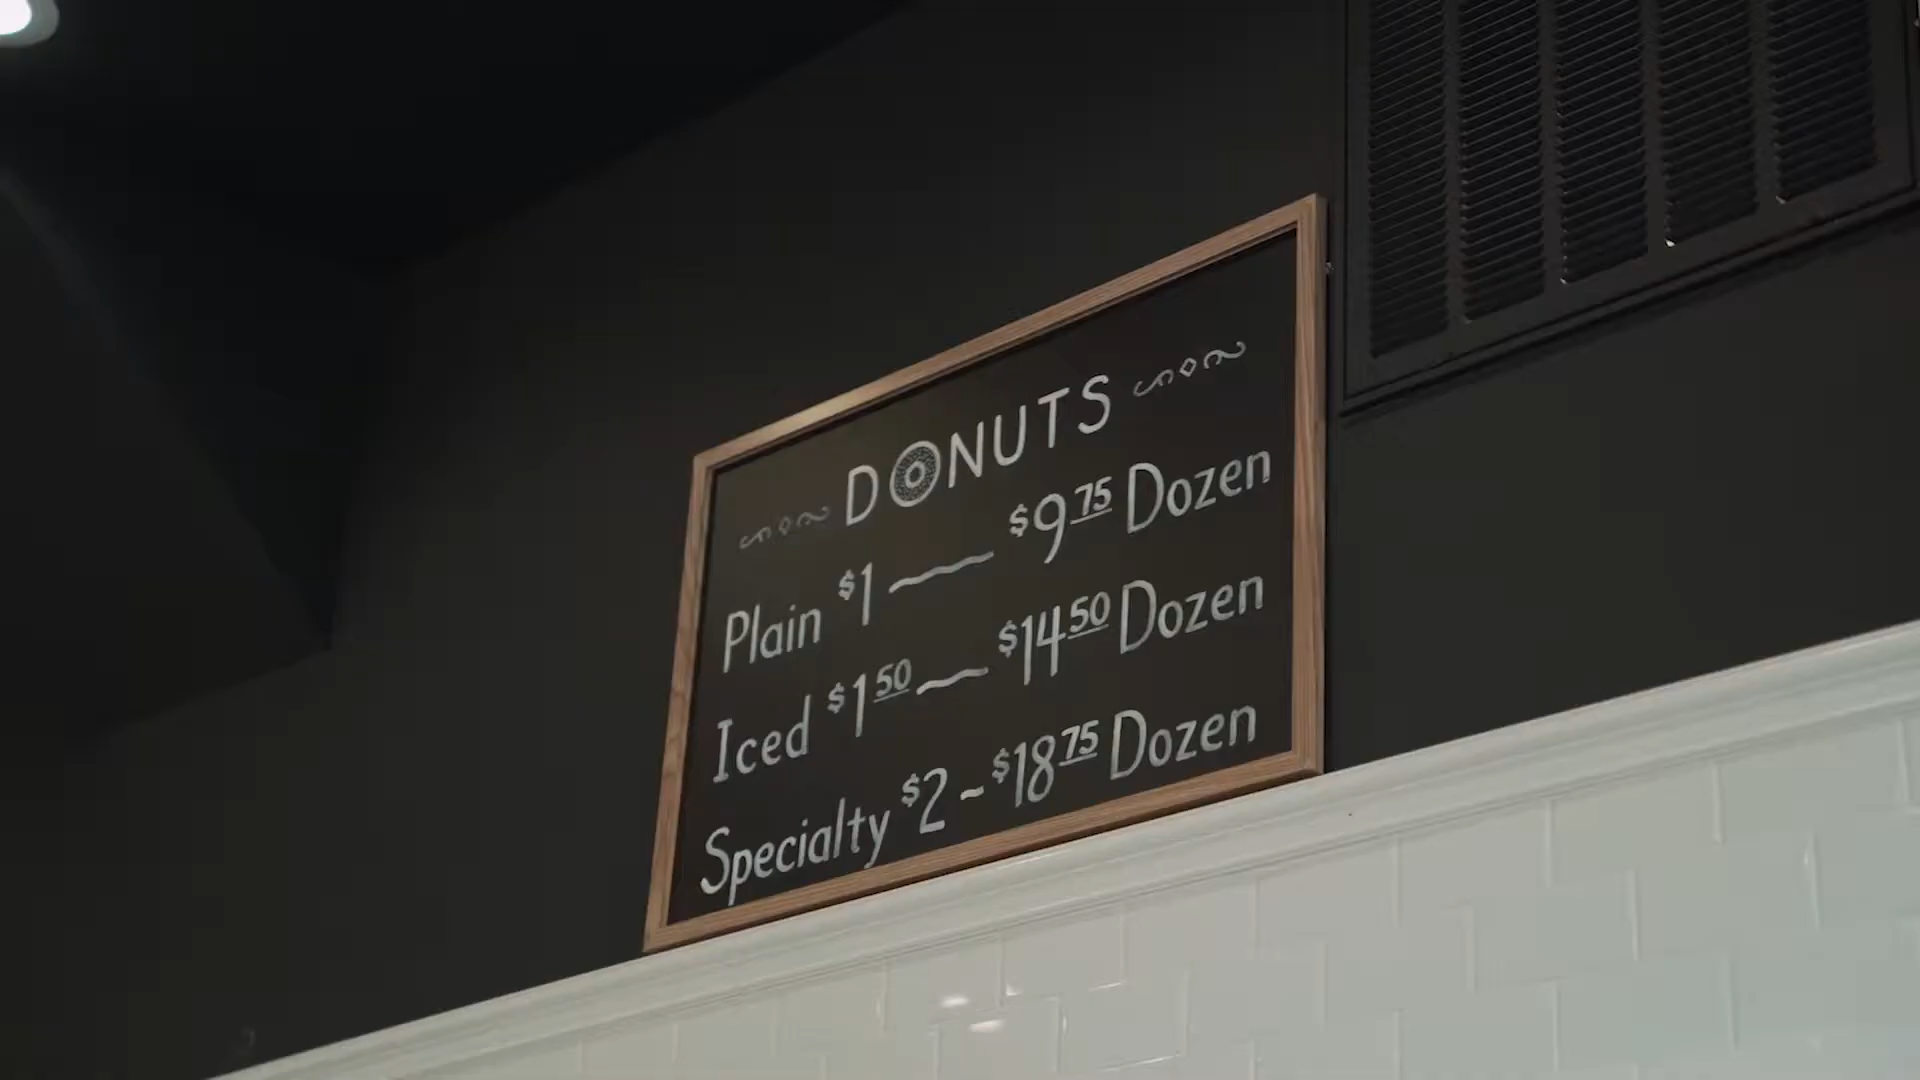 DONUTS
Plain $1 — $9.75 Dozen
Iced $1.50 — $14.50 Dozen
Specialty $2 – $18.75 Dozen